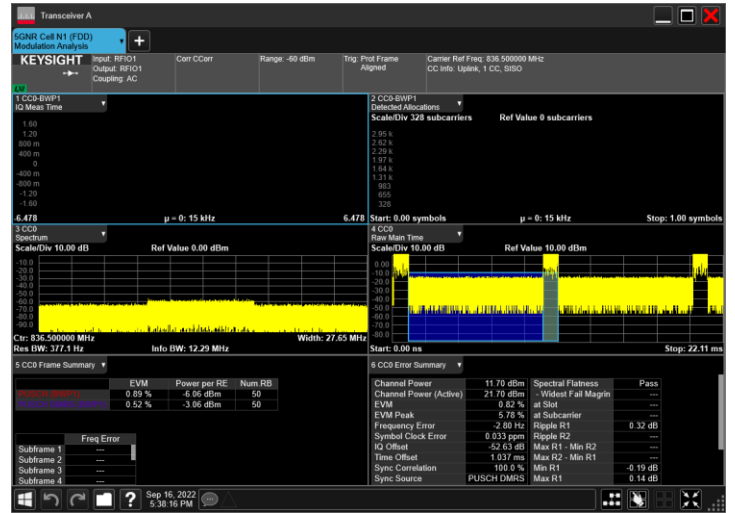 Transceiver A
5GNR Cell N1 (FDD)
Modulation Analysis
KEYSIGHT
Input: RFIO1
Output: RFIO1
Coupling: AC
Corr CCorr
Range: -60 dBm
Trig: Prot Frame
Aligned
Carrier Ref Freq: 836.500000 MHz
CC Info: Uplink, 1 CC, SISO
1 CC0-BWP1
IQ Meas Time
1.60
1.20
800 m
400 m
0
-400 m
-800 m
-1.20
-1.60
-6.478 μ = 0: 15 kHz 6.478
2 CC0-BWP1
Detected Allocations
Scale/Div 328 subcarriers Ref Value 0 subcarriers
2.95 k
2.62 k
2.29 k
1.97 k
1.64 k
1.31 k
983
655
328
Start: 0.00 symbols μ = 0: 15 kHz Stop: 1.00 symbols
3 CC0
Spectrum
Scale/Div 10.00 dB Ref Value 0.00 dBm
-10.0
-20.0
-30.0
-40.0
-50.0
-60.0
-70.0
-80.0
-90.0
Ctr: 836.500000 MHz Width: 27.65 MHz
Res BW: 377.1 Hz Info BW: 12.29 MHz
4 CC0
Raw Main Time
Scale/Div 10.00 dB Ref Value 10.00 dBm
0.00
-10.0
-20.0
-30.0
-40.0
-50.0
-60.0
-70.0
-80.0
Start: 0.00 ns Stop: 22.11 ms
5 CC0 Frame Summary
EVM Power per RE Num.RB
0.89 % -6.06 dBm 50
0.52 % -3.06 dBm 50
Freq Error
Subframe 1 ---
Subframe 2 ---
Subframe 3 ---
Subframe 4 ---
6 CC0 Error Summary
Channel Power 11.70 dBm Spectral Flatness Pass
Channel Power (Active) 21.70 dBm - Widest Fail Magrin ---
EVM 0.82 % at Slot ---
EVM Peak 5.78 % at Subcarrier ---
Frequency Error -2.80 Hz Ripple R1 0.32 dB
Symbol Clock Error 0.033 ppm Ripple R2 ---
IQ Offset -52.63 dB Max R1 - Min R2 ---
Time Offset 1.037 ms Max R2 - Min R1 ---
Sync Correlation 100.0 % Min R1 -0.19 dB
Sync Source PUSCH DMRS Max R1 0.14 dB
Sep 16, 2022
5:38:16 PM